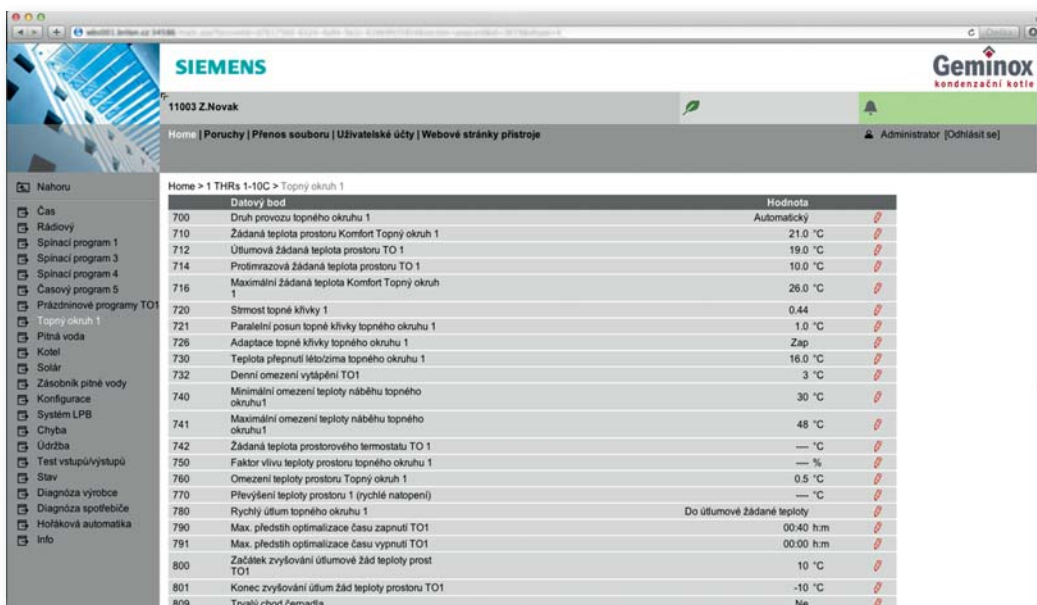 SIEMENS
Geminox
kondenzační kotle
11003 Z.Novak
Home | Poruchy | Přenos souboru | Uživatelské účty | Webové stránky přístroje
Administrator [Odhlásit se]
Nahoru
Čas
Rádiový
Spínací program 1
Spínací program 3
Spínací program 4
Časový program 5
Prázdninové programy TO1
Topný okruh 1
Pitná voda
Kotel
Solár
Zásobník pitné vody
Konfigurace
Systém LPB
Chyba
Údržba
Test vstupů/výstupů
Stav
Diagnóza výrobce
Diagnóza spotřebiče
Hořáková automatika
Info
Home > 1 THRs 1-10C > Topný okruh 1
Datový bod Hodnota
700 Druh provozu topného okruhu 1 Automatický
710 Žádaná teplota prostoru Komfort Topný okruh 1 21.0 °C
712 Útlumová žádaná teplota prostoru TO 1 19.0 °C
714 Protimrazová žádaná teplota prostoru TO 1 10.0 °C
716 Maximální žádaná teplota Komfort Topný okruh 26.0 °C
1
720 Strmost topné křivky 1 0.44
721 Paralelní posun topné křivky topného okruhu 1 1.0 °C
726 Adaptace topné křivky topného okruhu 1 Zap
730 Teplota přepnutí léto/zima topného okruhu 1 16.0 °C
732 Denní omezení vytápění TO1 3 °C
740 Minimální omezení teploty náběhu topného 30 °C
okruhu1
741 Maximální omezení teploty náběhu topného 48 °C
okruhu1
742 Žádaná teplota prostorového termostatu TO 1 --- °C
750 Faktor vlivu teploty prostoru topného okruhu 1 --- %
760 Omezení teploty prostoru Topný okruh 1 0.5 °C
770 Převýšení teploty prostoru 1 (rychlé natopení) --- °C
780 Rychlý útlum topného okruhu 1 Do útlumové žádané teploty
790 Max. předstih optimalizace času zapnutí TO1 00:40 h:m
791 Max. předstih optimalizace času vypnutí TO1 00:00 h:m
800 Začátek zvyšování útlumové žád teploty prost 10 °C
TO1
801 Konec zvyšování útlum žád teploty prostoru TO1 -10 °C
809 Trvalý chod čerpadla Ne